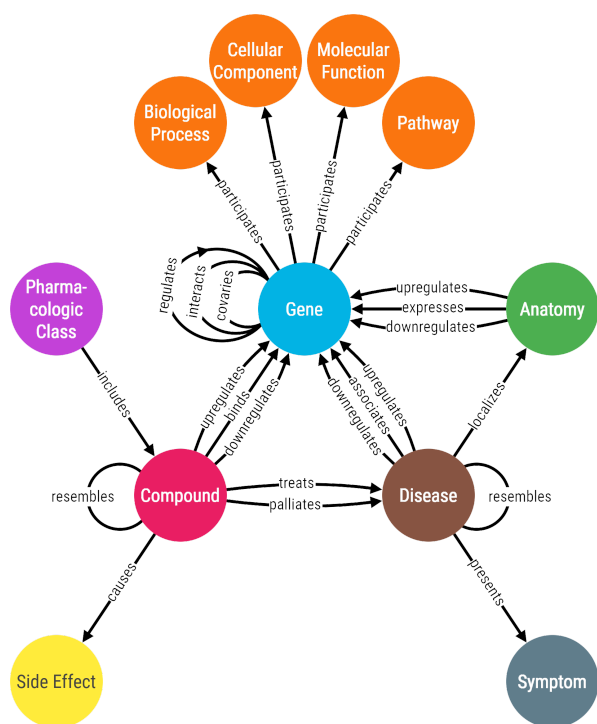 Cellular
Component
Molecular
Function
Biological
Process
Pathway
participates
participates
participates
participates
regulates
interacts
covaries
Gene
upregulates
expresses
downregulates
Anatomy
Pharma-
cologic
Class
includes
upregulates
binds
downregulates
downregulates
associates
upregulates
localizes
resembles
Compound
treats
palliates
Disease
resembles
causes
presents
Side Effect
Symptom